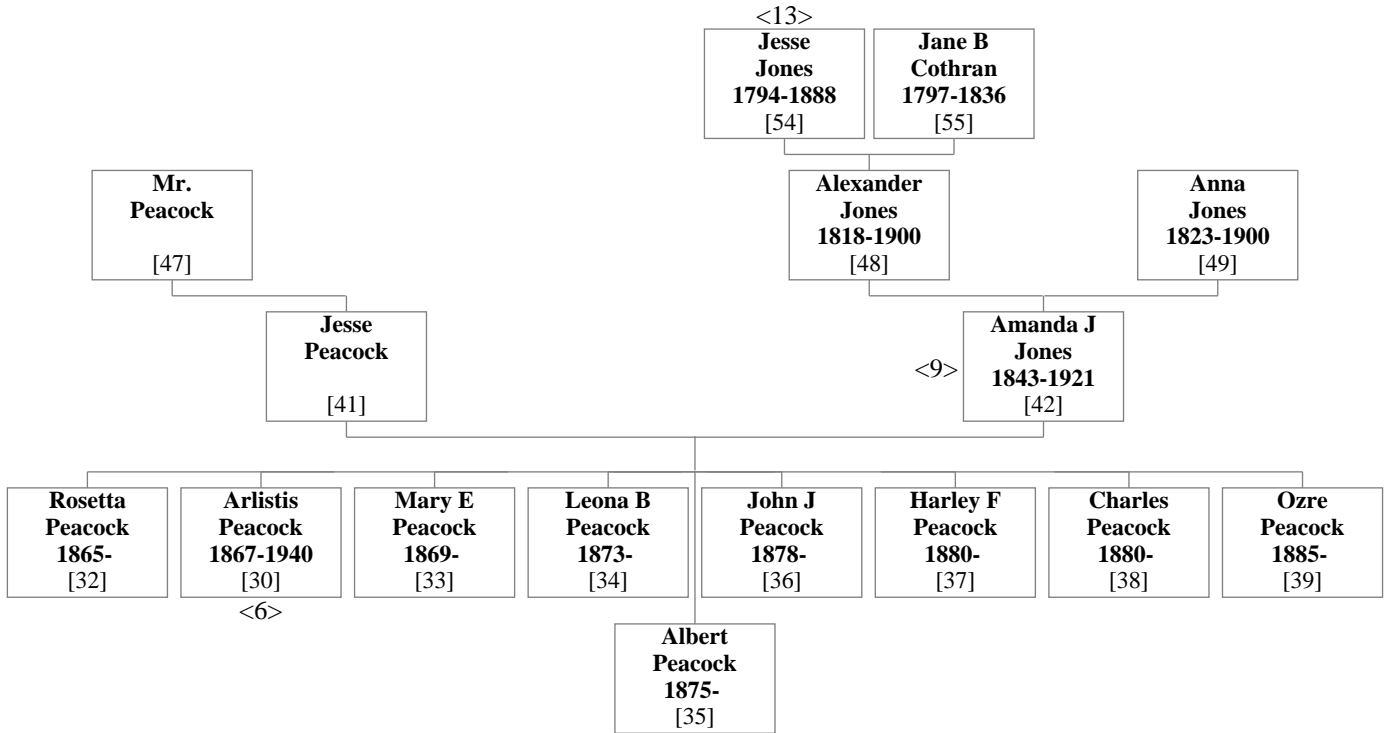 <13>
Jesse
Jones
1794-1888
[54]
Jane B
Cothran
1797-1836
[55]
Mr.
Peacock
[47]
Alexander
Jones
1818-1900
[48]
Anna
Jones
1823-1900
[49]
Jesse
Peacock
[41]
<9>
Amanda J
Jones
1843-1921
[42]
Rosetta
Peacock
1865-
[32]
Arlistis
Peacock
1867-1940
[30]
<6>
Mary E
Peacock
1869-
[33]
Leona B
Peacock
1873-
[34]
John J
Peacock
1878-
[36]
Harley F
Peacock
1880-
[37]
Charles
Peacock
1880-
[38]
Ozre
Peacock
1885-
[39]
Albert
Peacock
1875-
[35]